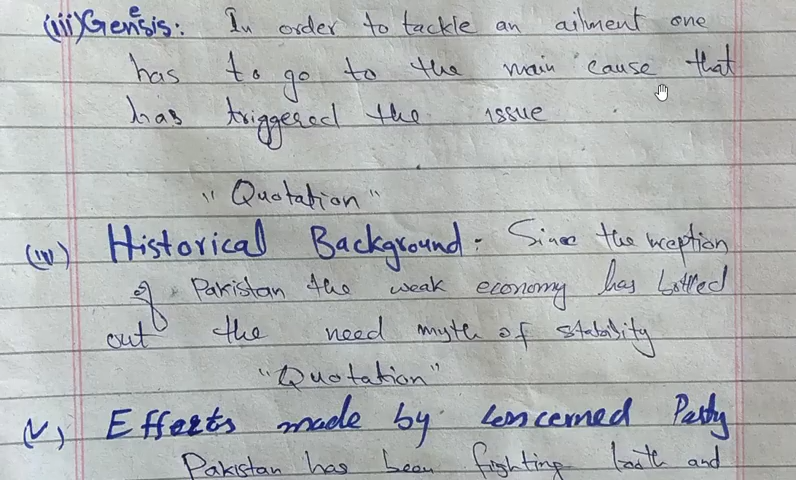 (iii) Genesis: In order to tackle an ailment one
has to go to the main cause that
has triggered the issue
"Quotation"
(iv) Historical Background: Since the inception
of Pakistan the weak economy has
out the need myth of stability
"Quotation"
(v) Efforts made by concerned Party
Pakistan has been fighting tooth and